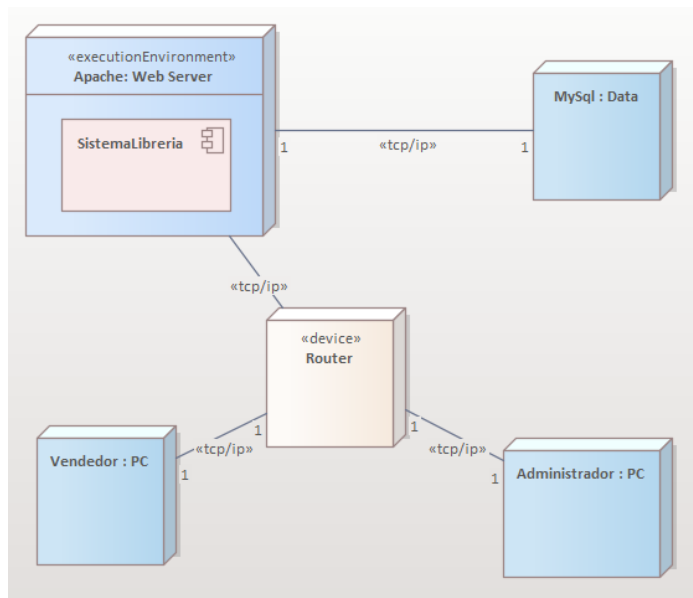 «executionEnvironment»
Apache: Web Server
SistemaLibreria
MySql : Data
1
«tcp/ip»
1
«tcp/ip»
«device»
Router
1
1
«tcp/ip»
«tcp/ip»
Vendedor : PC
1
Administrador : PC
1